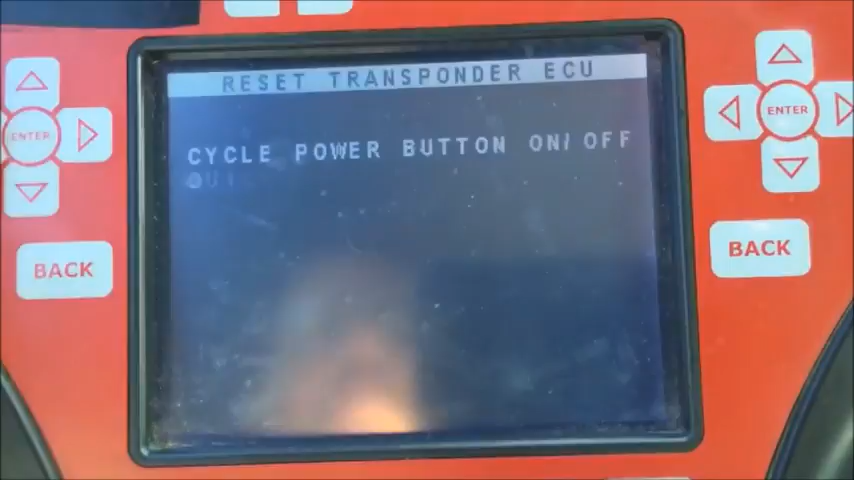 RESET TRANSPONDER ECU
CYCLE POWER BUTTON ON/OFF
ENTER
ENTER
BACK
BACK